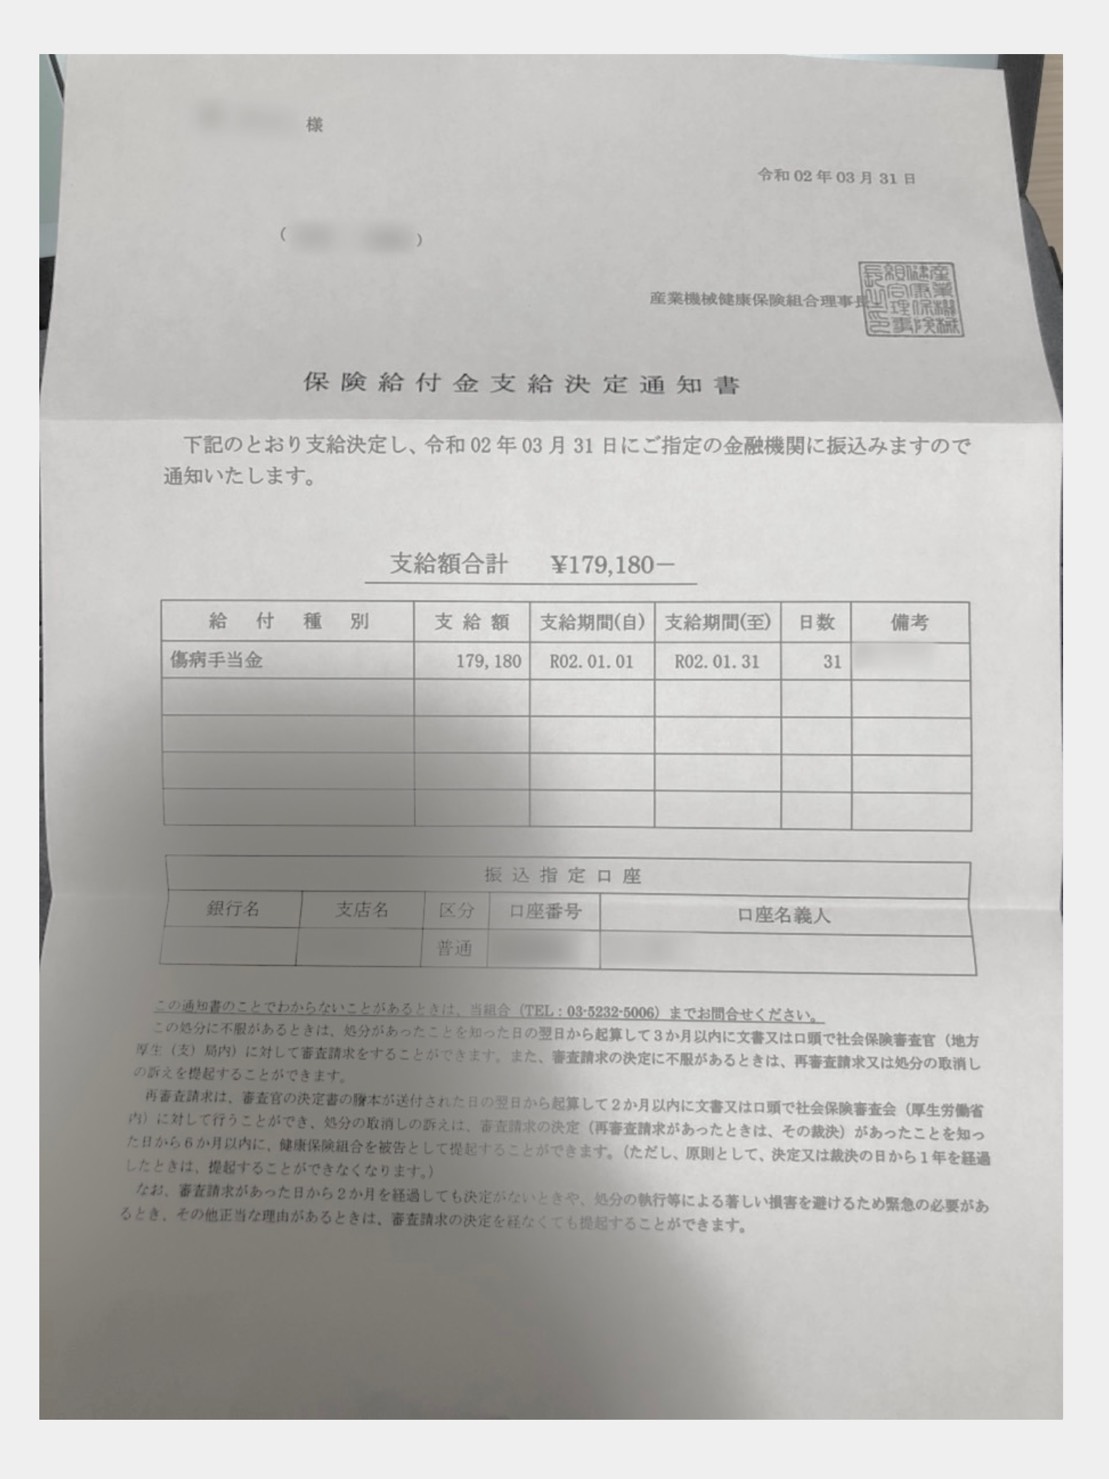 様
令和02年03月31日
( )
産業機械健康保険組合理事長
産業機械
健康保険
組合理事
長之印
保険給付金支給決定通知書
下記のとおり支給決定し、令和02年03月31日にご指定の金融機関に振込みますので
通知いたします。
支給額合計 ¥179,180－
給付種別 支給額 支給期間(自) 支給期間(至) 日数 備考
傷病手当金 179,180 R02.01.01 R02.01.31 31
振込指定口座
銀行名 支店名 区分 口座番号 口座名義人
普通
この通知書のことでわからないことがあるときは、当組合（TEL：03-5232-5006）までお問合せください。
この処分に不服があるときは、処分があったことを知った日の翌日から起算して３か月以内に文書又は口頭で社会保険審査官（地方
厚生（支）局内）に対して審査請求をすることができます。また、審査請求の決定に不服があるときは、再審査請求又は処分の取消し
の訴えを提起することができます。
再審査請求は、審査官の決定書の謄本が送付された日の翌日から起算して２か月以内に文書又は口頭で社会保険審査会（厚生労働省
内）に対して行うことができ、処分の取消しの訴えは、審査請求の決定（再審査請求があったときは、その裁決）があったことを知っ
た日から６か月以内に、健康保険組合を被告として提起することができます。（ただし、原則として、決定又は裁決の日から１年を経過
したときは、提起することができなくなります。）
なお、審査請求があった日から２か月を経過しても決定がないときや、処分の執行等による著しい損害を避けるため緊急の必要があ
るとき、その他正当な理由があるときは、審査請求の決定を経なくても提起することができます。